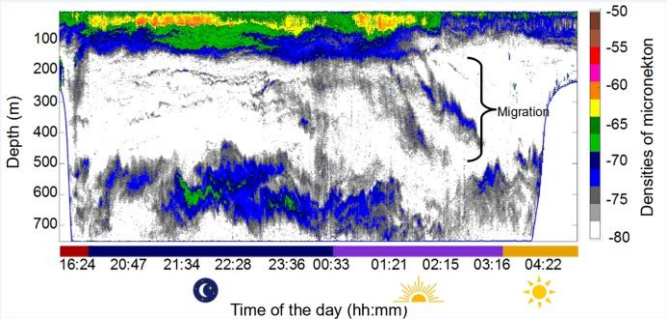 100
200
300
400
500
600
700
Depth (m)
Migration
-50
-55
-60
-65
-70
-75
-80
Densities of micronekton
16:24 20:47 21:34 22:28 23:36 00:33 01:21 02:15 03:16 04:22
Time of the day (hh:mm)